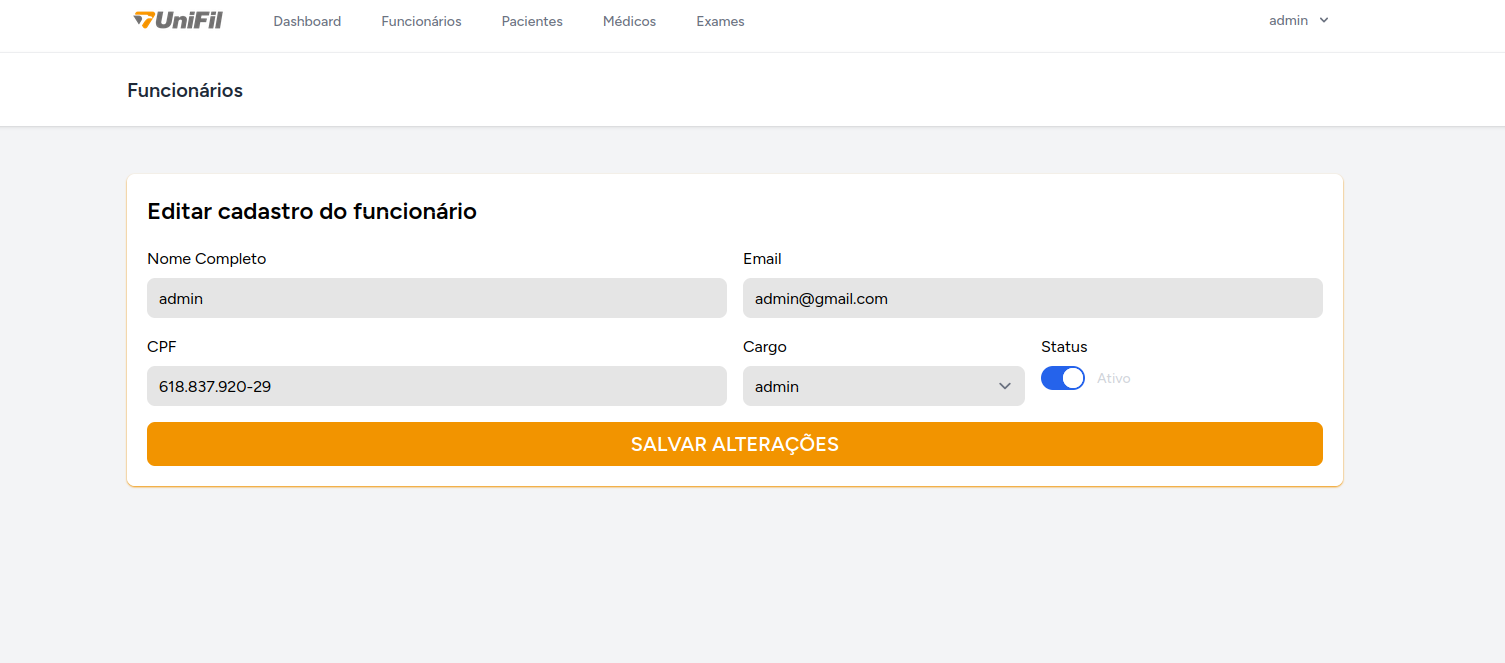 UniFil Dashboard Funcionários Pacientes Médicos Exames admin
Funcionários
Editar cadastro do funcionário
Nome Completo Email
admin admin@gmail.com
CPF Cargo Status
618.837.920-29 admin Ativo
SALVAR ALTERAÇÕES